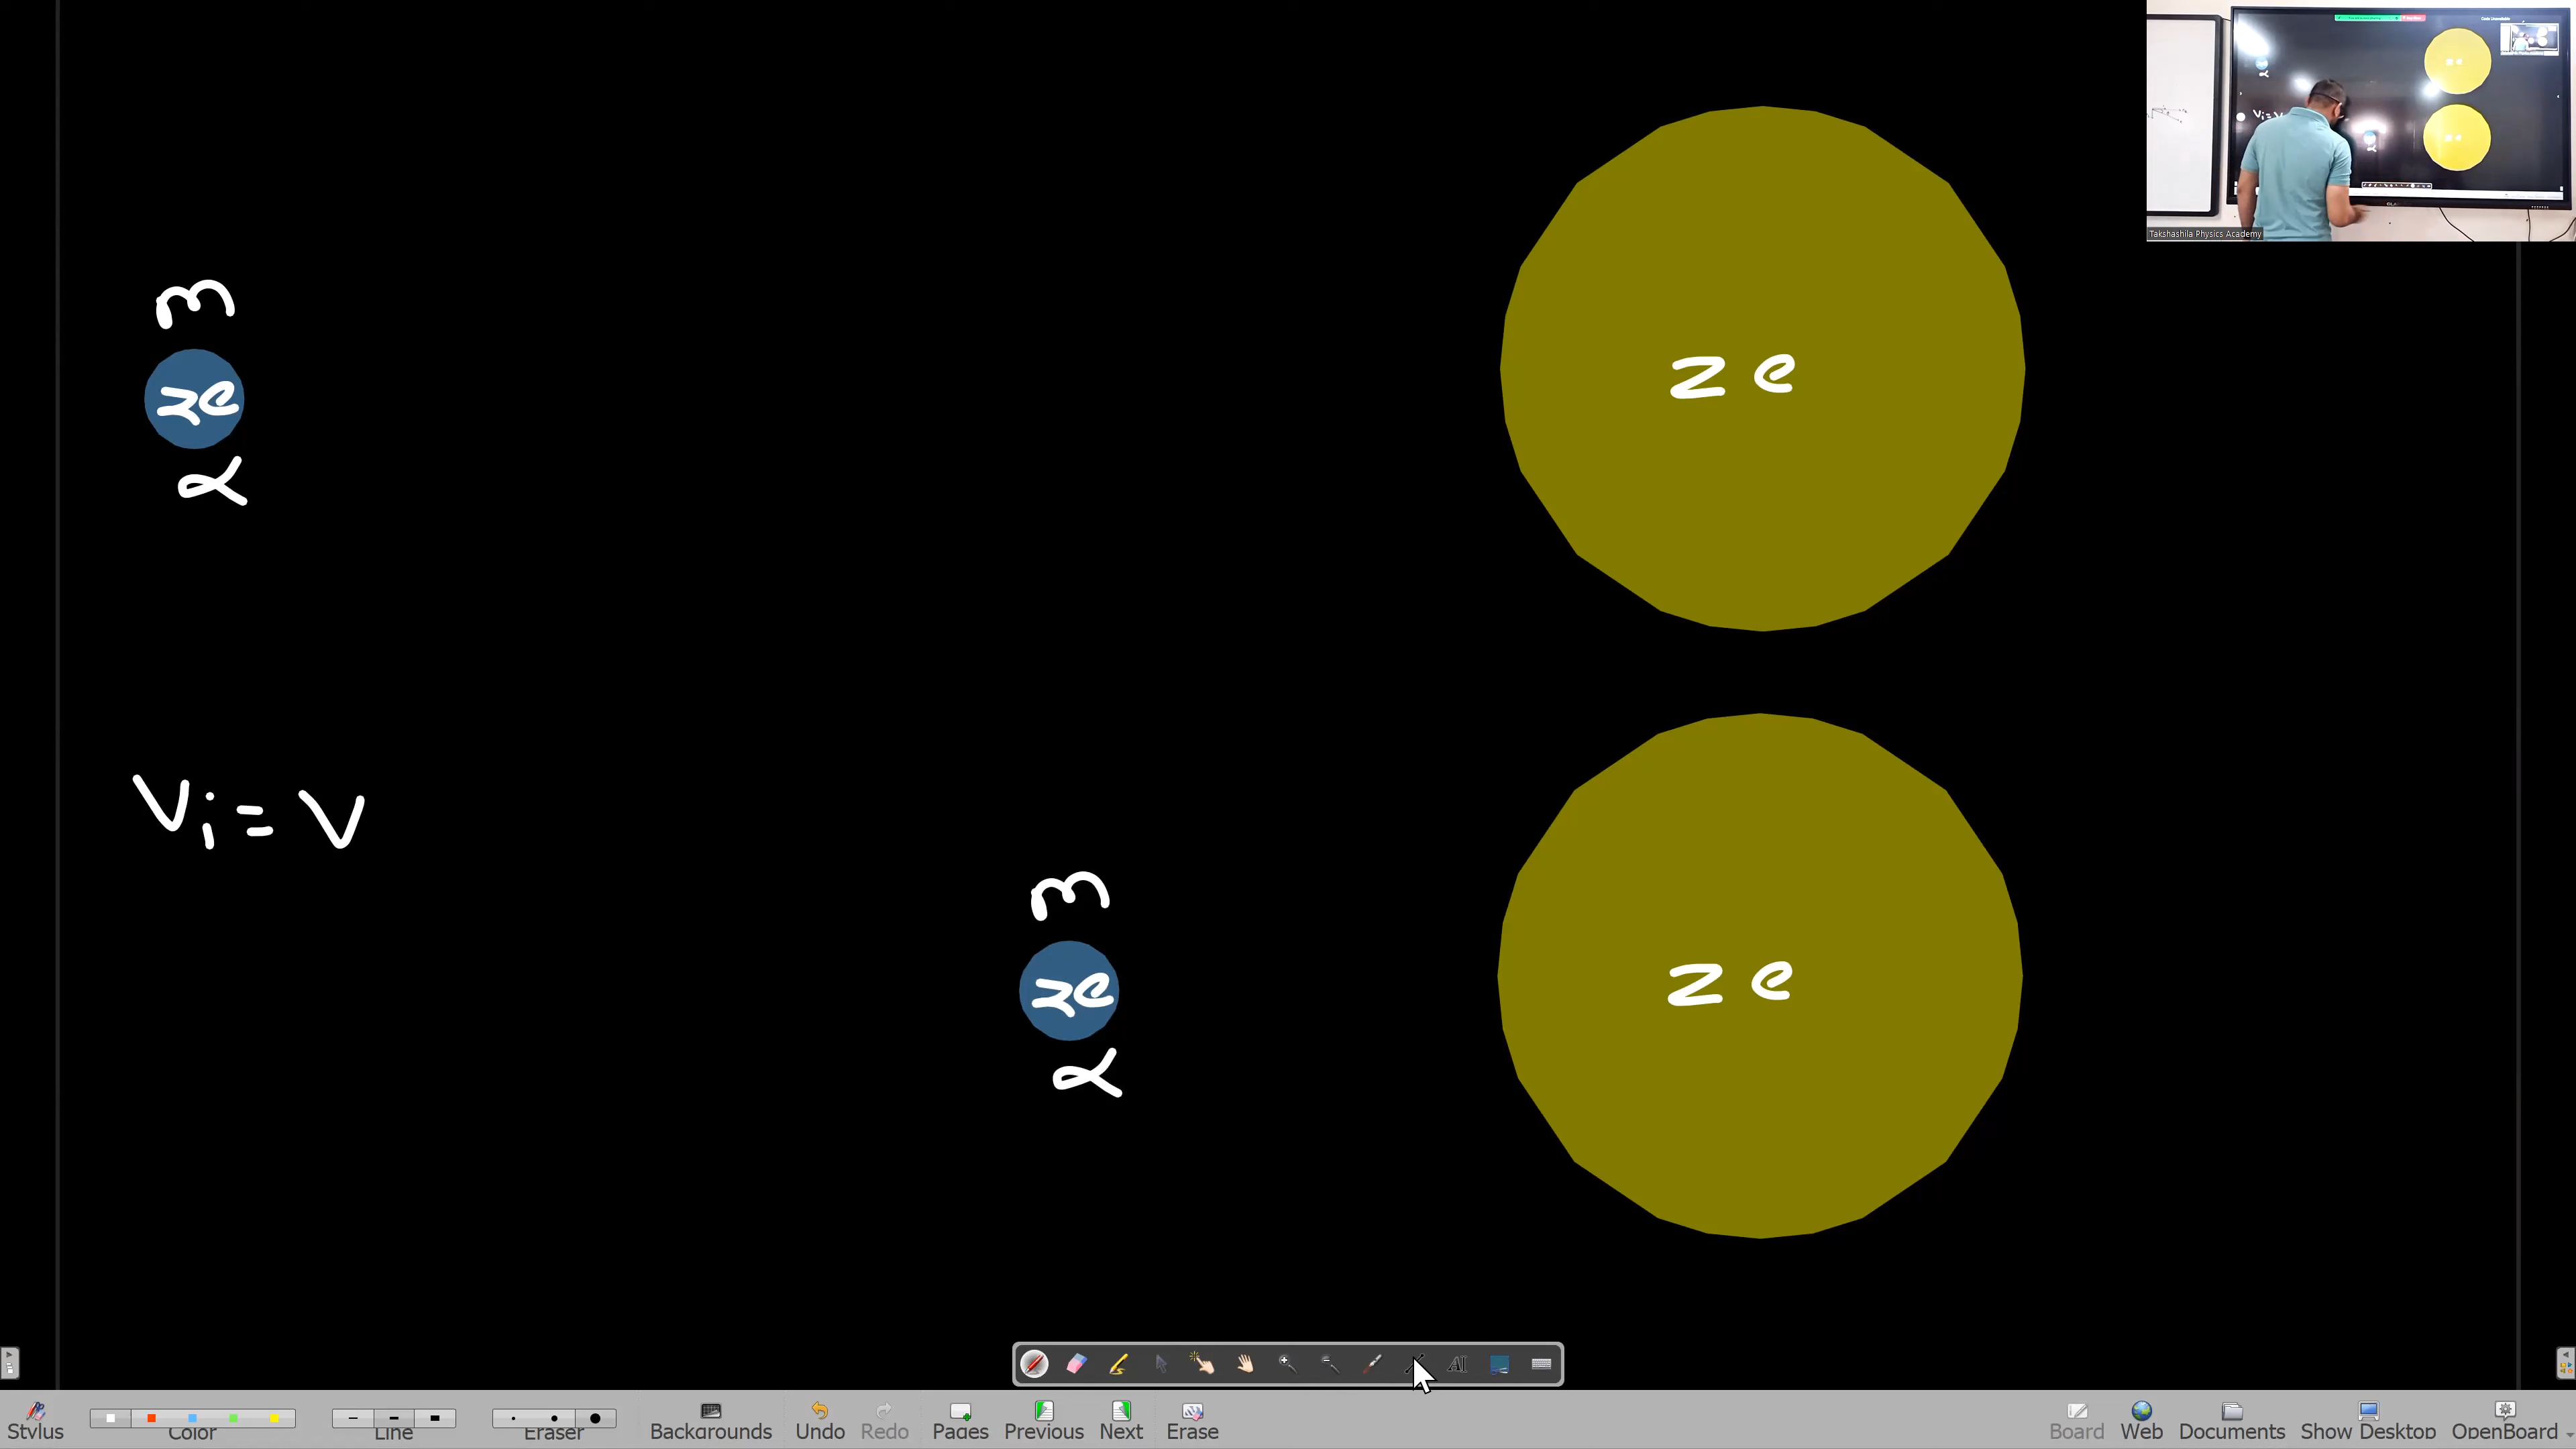 Takshashila Physics Academy
m
ze
α
ze
Vi = V
m
ze
α
ze
Stylus
Color
Line
Eraser
Backgrounds
Undo
Redo
Pages
Previous
Next
Erase
Board
Web
Documents
Show Desktop
OpenBoard